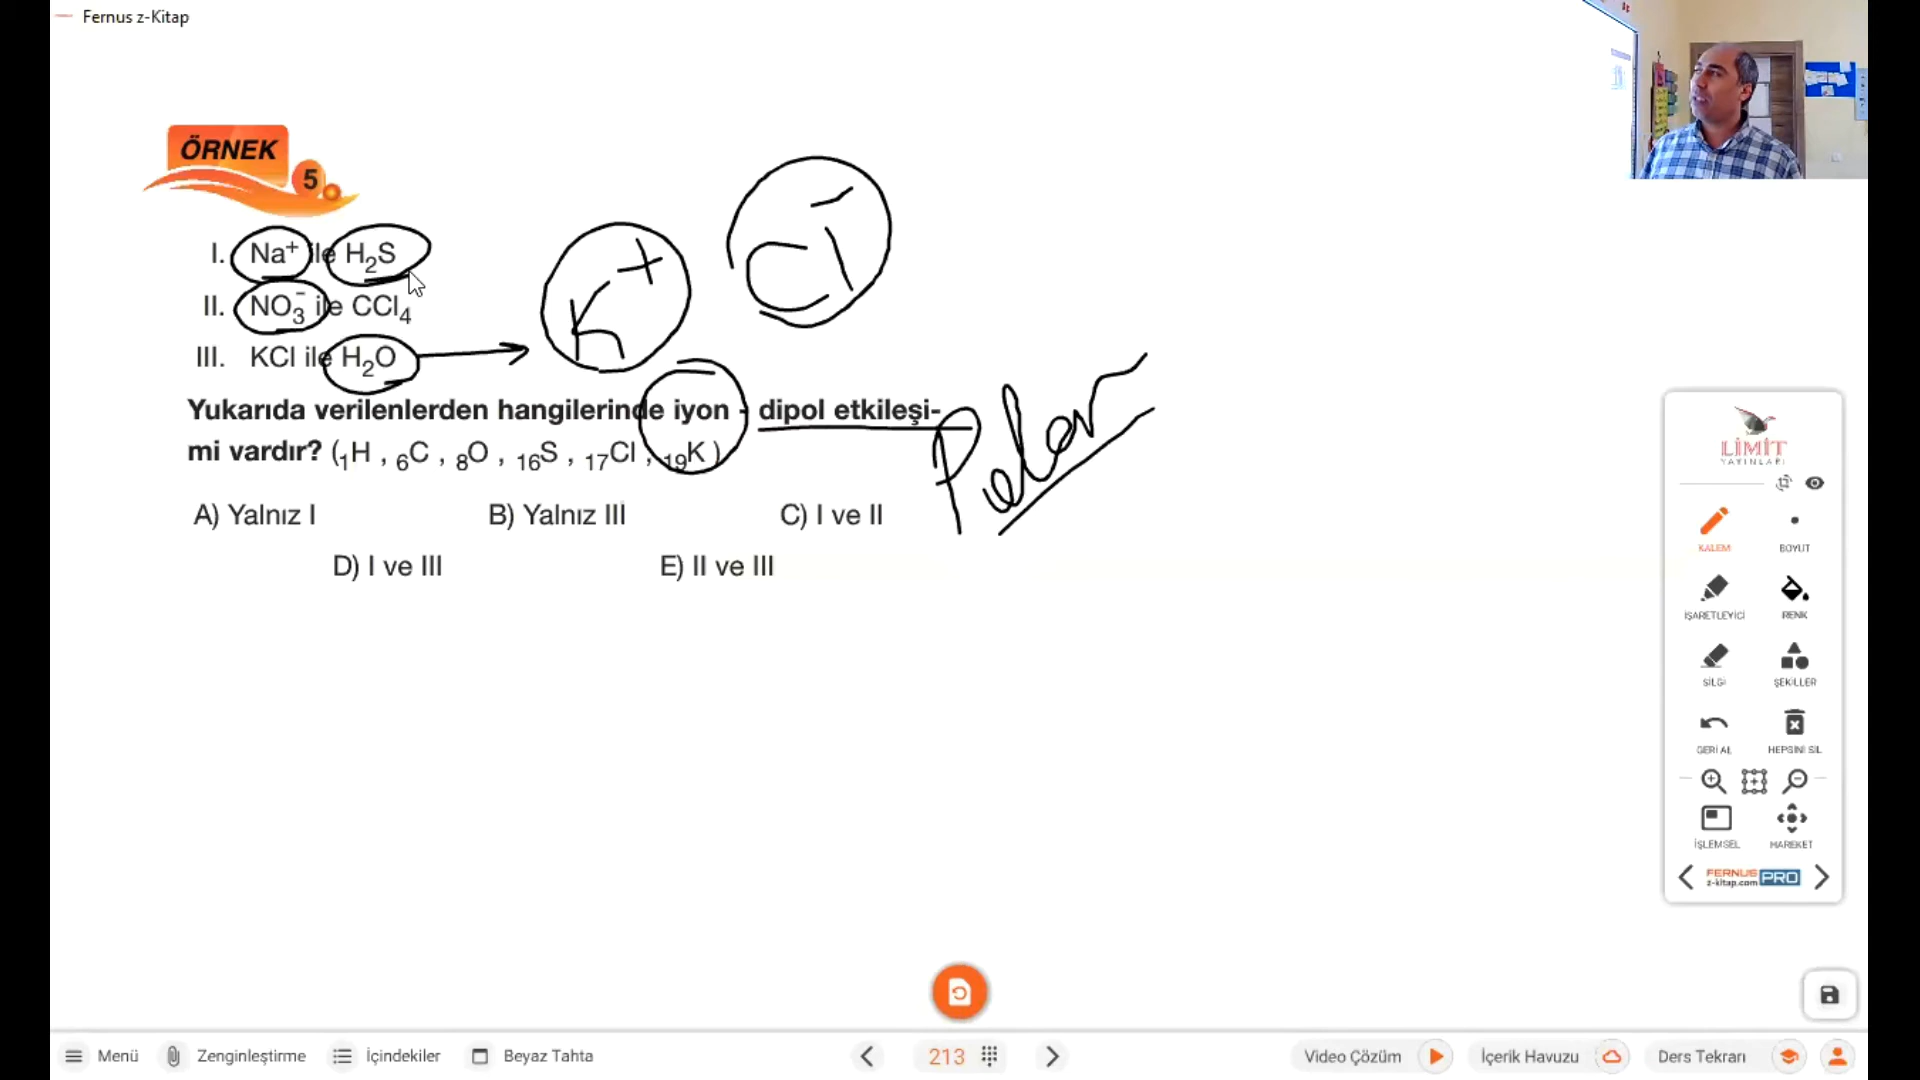 Fernus z-Kitap
ÖRNEK
5
I. Na⁺ ile H₂S
II. NO₃⁻ ile CCl₄
III. KCl ile H₂O
K⁺
Cl⁻
Yukarıda verilenlerden hangilerinde iyon - dipol etkileşi-
mi vardır? (₁H , ₆C , ₈O , ₁₆S , ₁₇Cl , ₁₉K )
Polar
A) Yalnız I B) Yalnız III C) I ve II
D) I ve III E) II ve III
LİMİT
YAYINLARI
KALEM BOYUT
İŞARETLEYİCİ RENK
SİLGİ ŞEKİLLER
GERİ AL HEPSİNİ SİL
İŞLEMSEL HAREKET
FERNUS PRO
z-kitap.com
Menü Zenginleştirme İçindekiler Beyaz Tahta 213 Video Çözüm İçerik Havuzu Ders Tekrarı